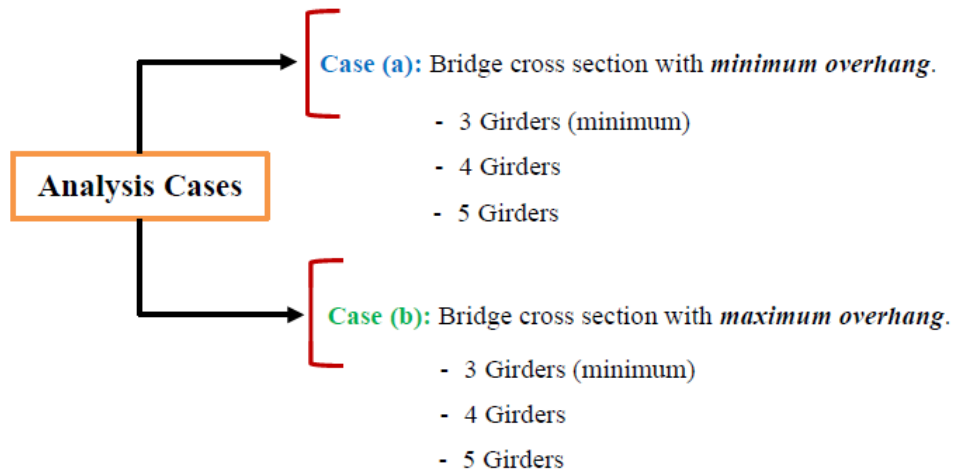 Case (a): Bridge cross section with minimum overhang.
- 3 Girders (minimum)
- 4 Girders
- 5 Girders
Analysis Cases
Case (b): Bridge cross section with maximum overhang.
- 3 Girders (minimum)
- 4 Girders
- 5 Girders